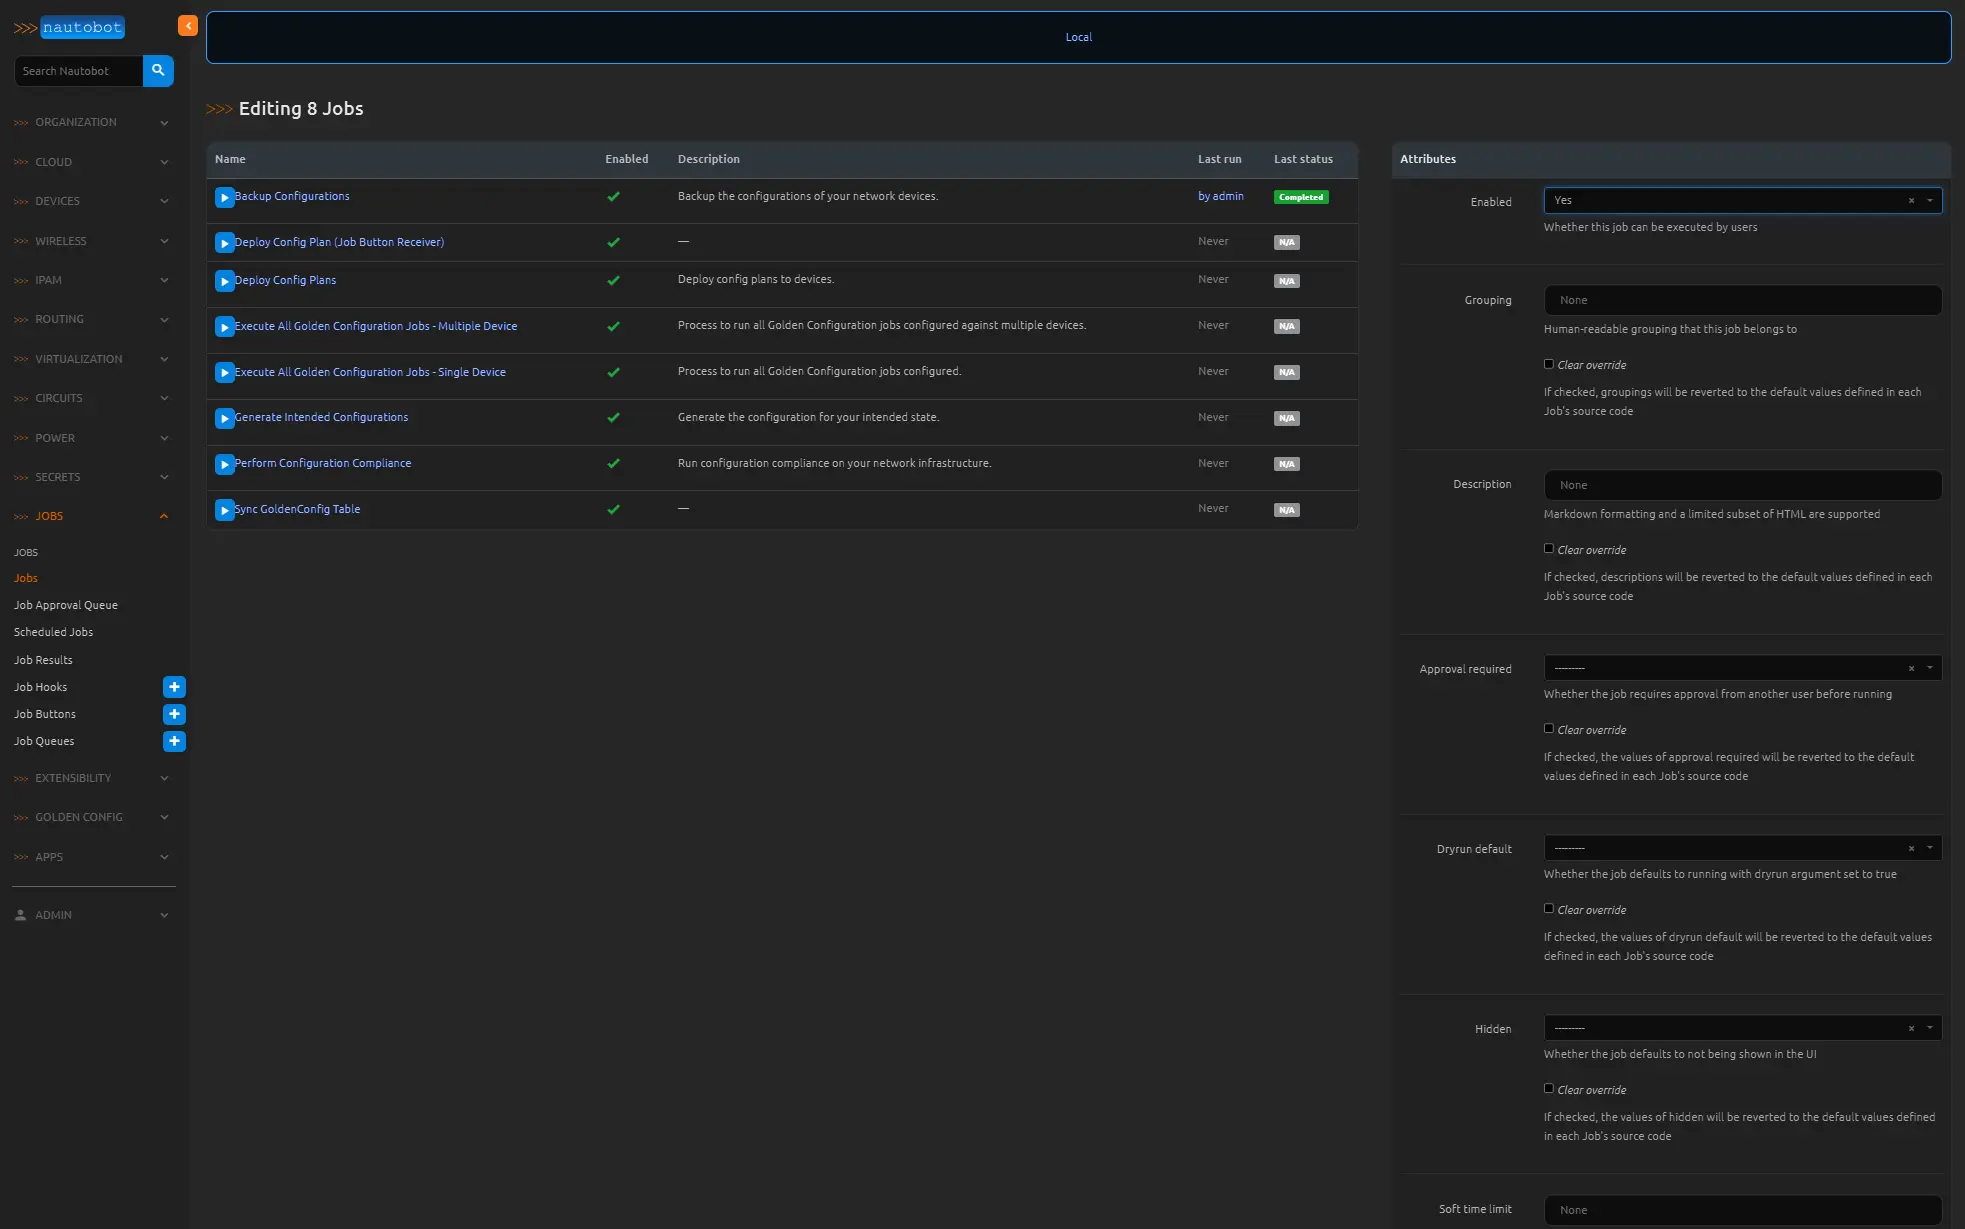 >>> nautobot
Search Nautobot
>>> ORGANIZATION
>>> CLOUD
>>> DEVICES
>>> WIRELESS
>>> IPAM
>>> ROUTING
>>> VIRTUALIZATION
>>> CIRCUITS
>>> POWER
>>> SECRETS
>>> JOBS
JOBS
Jobs
Job Approval Queue
Scheduled Jobs
Job Results
Job Hooks
Job Buttons
Job Queues
>>> EXTENSIBILITY
>>> GOLDEN CONFIG
>>> APPS
ADMIN
Local
>>> Editing 8 Jobs
Name Enabled Description Last run Last status
Backup Configurations Backup the configurations of your network devices. by admin Completed
Deploy Config Plan (Job Button Receiver) — Never N/A
Deploy Config Plans Deploy config plans to devices. Never N/A
Execute All Golden Configuration Jobs - Multiple Device Process to run all Golden Configuration jobs configured against multiple devices. Never N/A
Execute All Golden Configuration Jobs - Single Device Process to run all Golden Configuration jobs configured. Never N/A
Generate Intended Configurations Generate the configuration for your intended state. Never N/A
Perform Configuration Compliance Run configuration compliance on your network infrastructure. Never N/A
Sync GoldenConfig Table — Never N/A
Attributes
Enabled Yes ×
Whether this job can be executed by users
Grouping None
Human-readable grouping that this job belongs to
Clear override
If checked, groupings will be reverted to the default values defined in each
Job's source code
Description None
Markdown formatting and a limited subset of HTML are supported
Clear override
If checked, descriptions will be reverted to the default values defined in each
Job's source code
Approval required --------- ×
Whether the job requires approval from another user before running
Clear override
If checked, the values of approval required will be reverted to the default
values defined in each Job's source code
Dryrun default --------- ×
Whether the job defaults to running with dryrun argument set to true
Clear override
If checked, the values of dryrun default will be reverted to the default values
defined in each Job's source code
Hidden --------- ×
Whether the job defaults to not being shown in the UI
Clear override
If checked, the values of hidden will be reverted to the default values defined
in each Job's source code
Soft time limit None